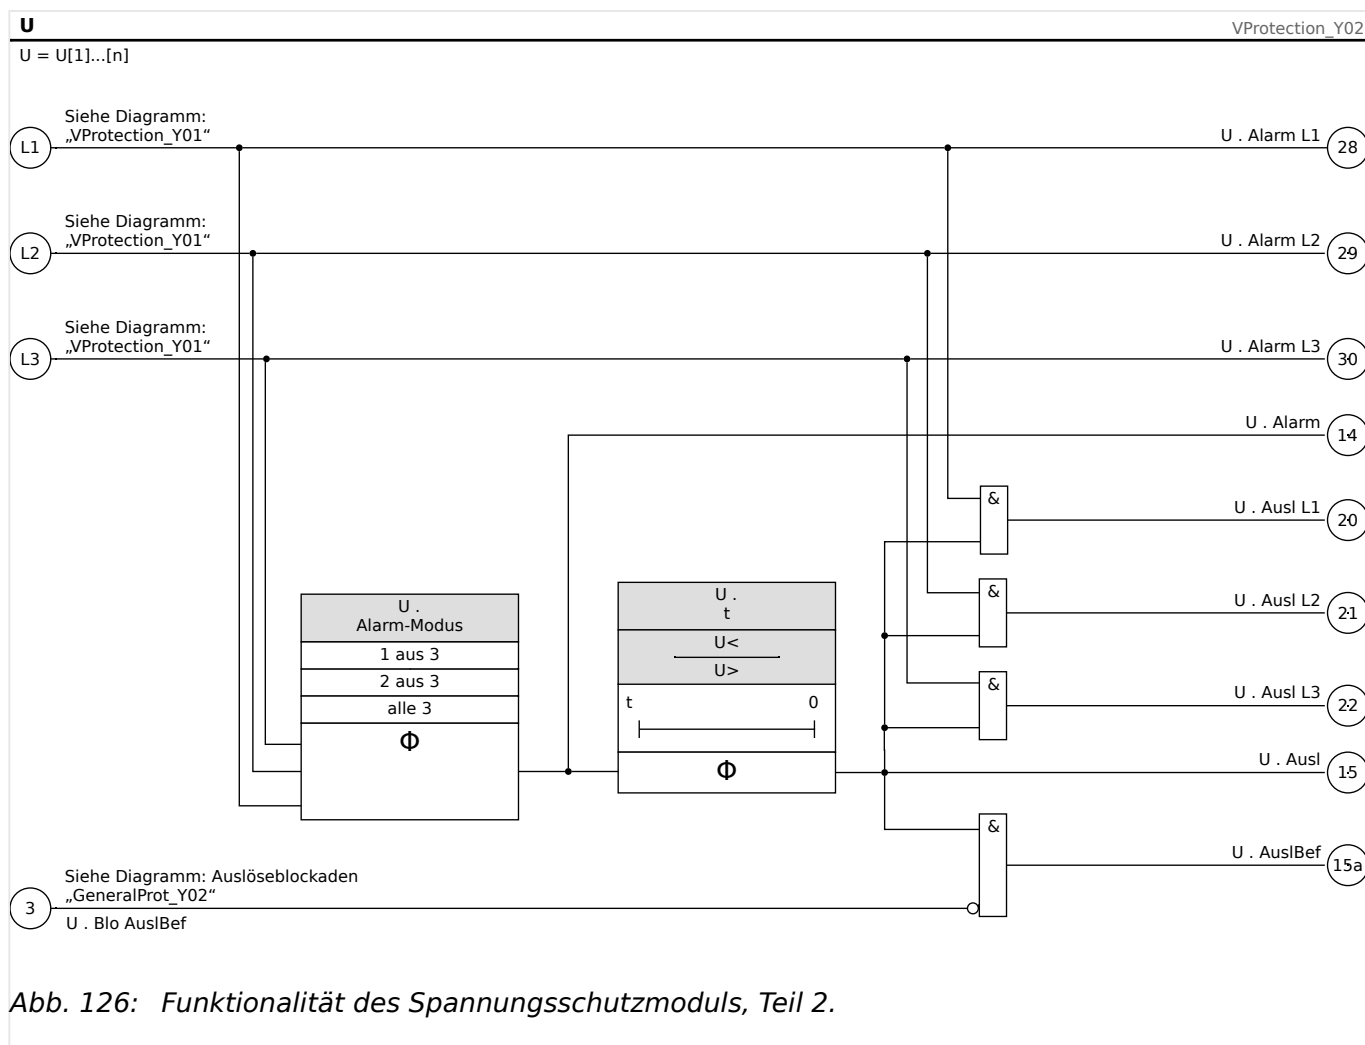 U
VProtection_Y02
U = U[1]...[n]
Siehe Diagramm:
„VProtection_Y01“
L1
U . Alarm L1
28
Siehe Diagramm:
„VProtection_Y01“
L2
U . Alarm L2
29
Siehe Diagramm:
„VProtection_Y01“
L3
U . Alarm L3
30
U . Alarm
14
&
U . Ausl L1
20
&
U . Ausl L2
21
U .
Alarm-Modus
1 aus 3
2 aus 3
alle 3
Φ
U .
t
U<
U>
t 0
Φ
&
U . Ausl L3
22
U . Ausl
15
&
U . AuslBef
15a
Siehe Diagramm: Auslöseblockaden
„GeneralProt_Y02“
3
U . Blo AuslBef
Abb. 126: Funktionalität des Spannungsschutzmoduls, Teil 2.